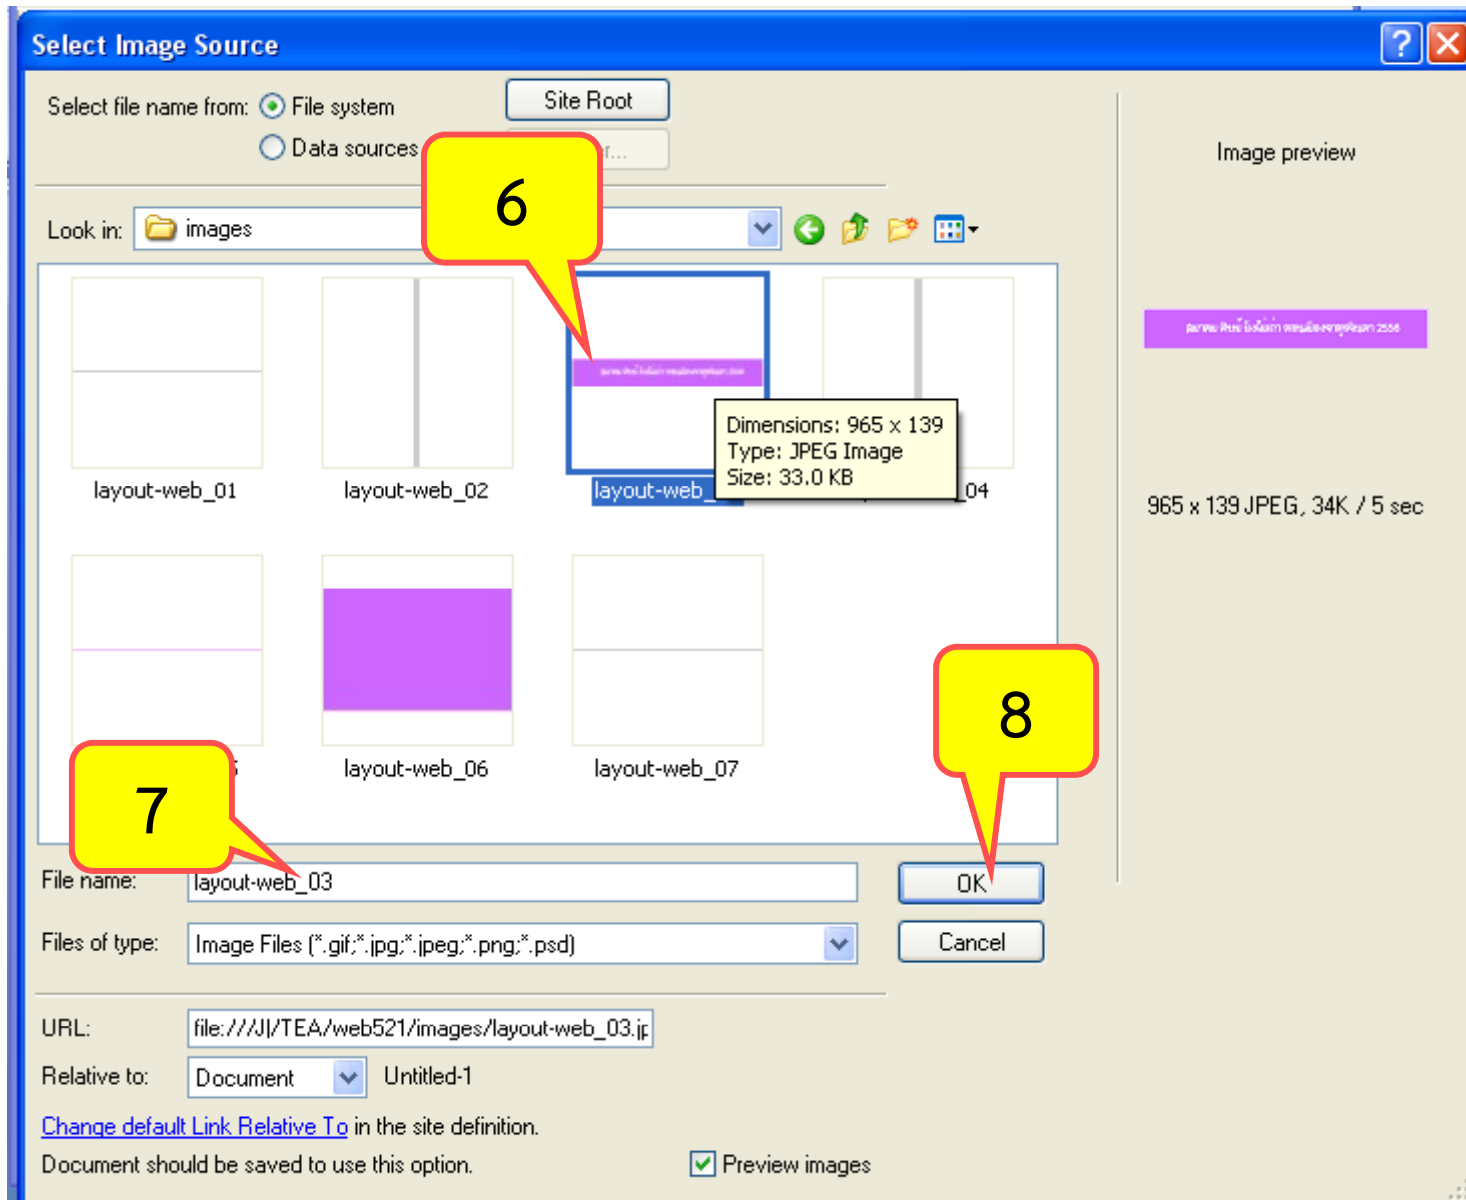 Select Image Source
Select file name from: File system
Site Root
Data sources
Image preview
6
Look in: images
2556
Dimensions: 965 x 139
Type: JPEG Image
Size: 33.0 KB
layout-web_01
layout-web_02
layout-web_
04
965 x 139 JPEG, 34K / 5 sec
layout-web_06
layout-web_07
8
7
File name: layout-web_03
OK
Files of type: Image Files (*.gif;*.jpg;*.jpeg;*.png;*.psd)
Cancel
URL: file:///J|/TEA/web521/images/layout-web_03.jp
Relative to: Document Untitled-1
Change default Link Relative To in the site definition.
Document should be saved to use this option.
Preview images